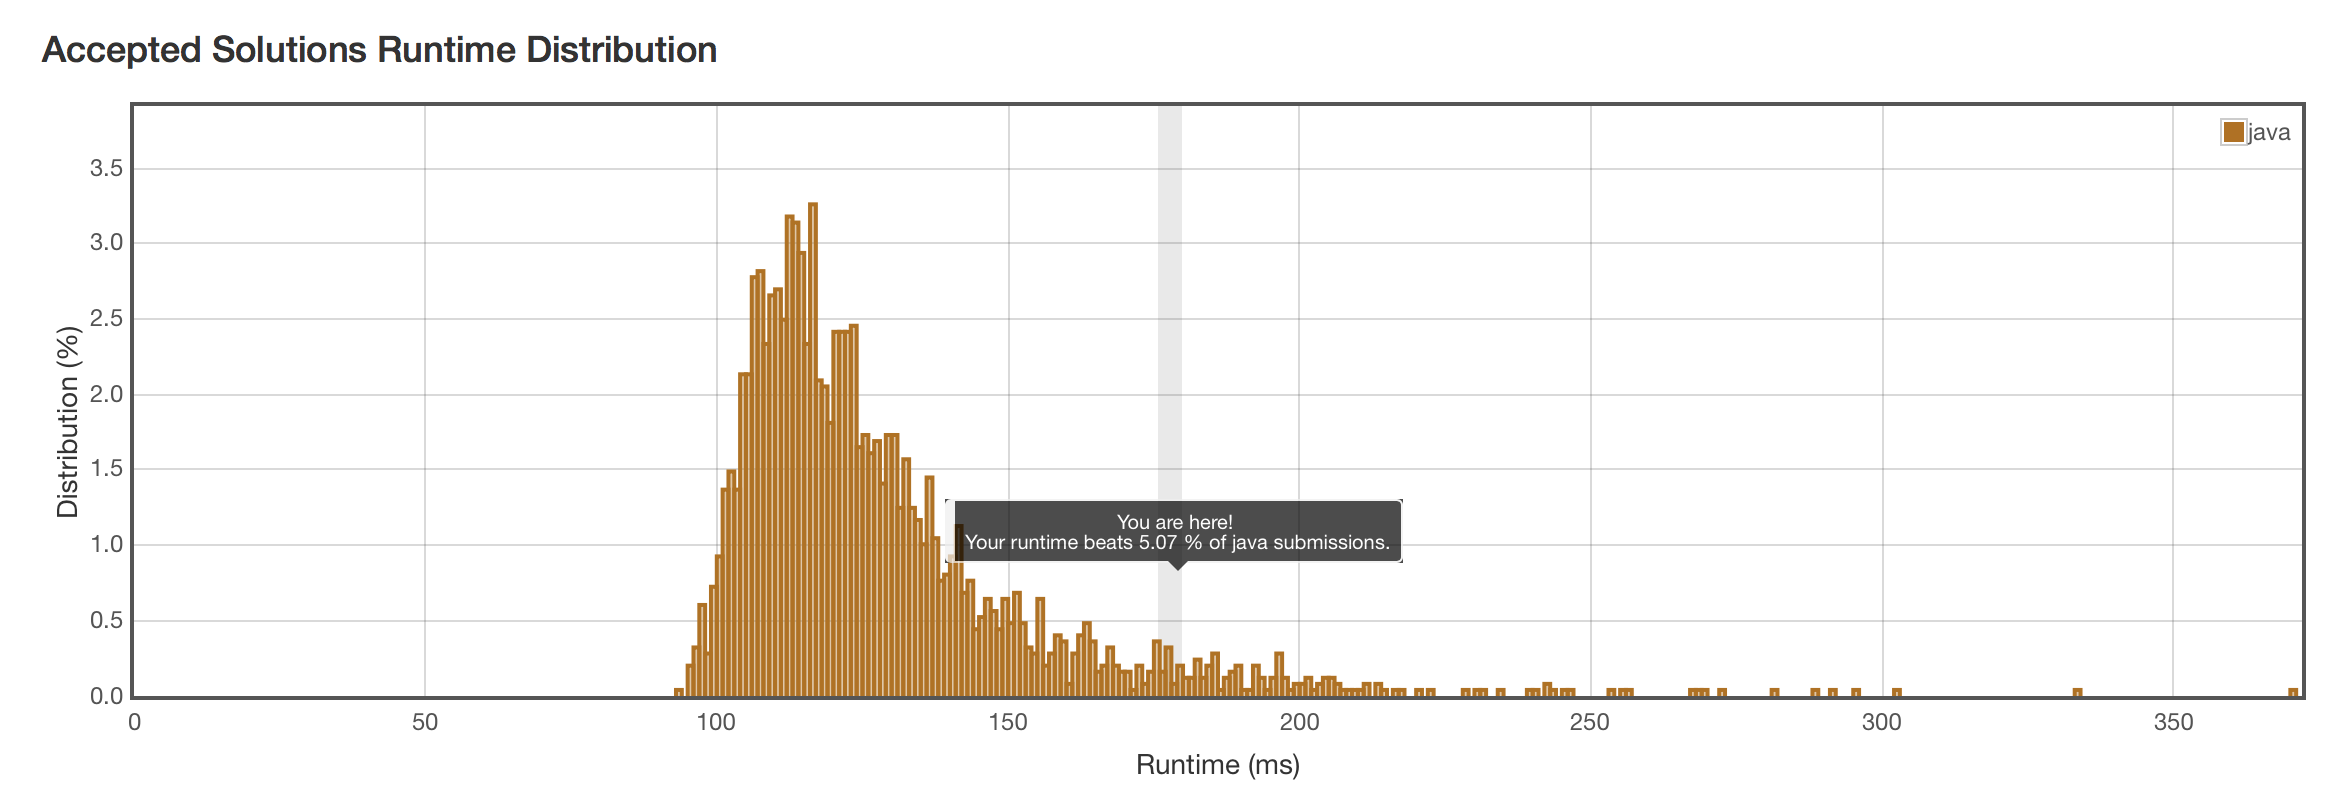 Accepted Solutions Runtime Distribution
java
3.5
3.0
2.5
2.0
1.5
1.0
0.5
0.0
Distribution (%)
You are here!
Your runtime beats 5.07 % of java submissions.
0 50 100 150 200 250 300 350
Runtime (ms)